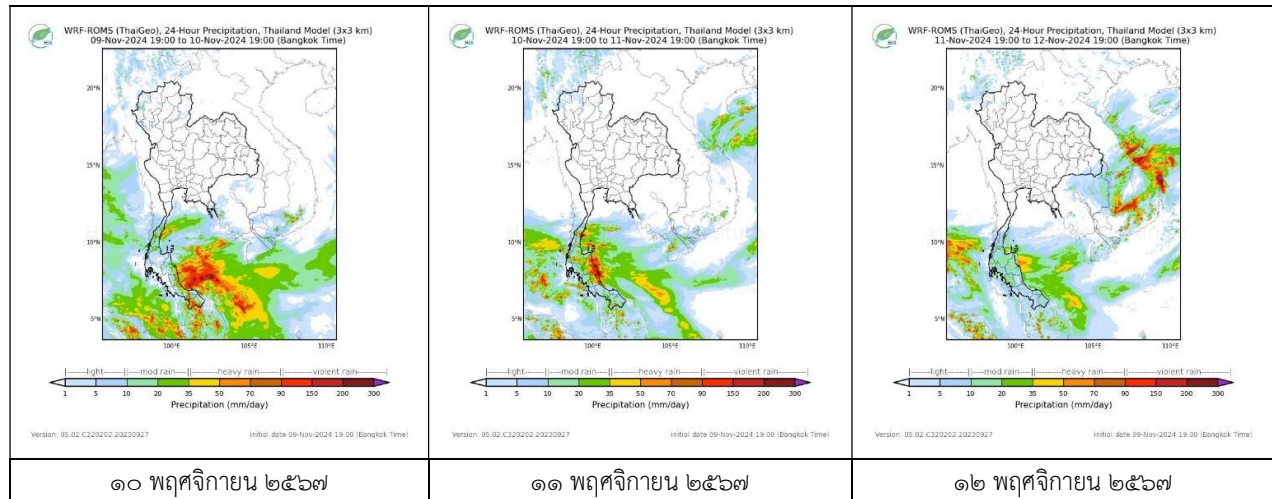 WRF-ROMS (ThaiGeo), 24-Hour Precipitation, Thailand Model (3x3 km)
09-Nov-2024 19:00 to 10-Nov-2024 19:00 (Bangkok Time)
20°N
15°N
10°N
5°N
100°E 105°E 110°E
|--------light--------||----mod rain----||-------heavy rain-------||-------violent rain-------|
1 5 10 20 35 50 70 90 150 200 300
Precipitation (mm/day)
Version: 05.02.C320202.20230927 initial date 09-Nov-2024 19:00 (Bangkok Time)
๑๐ พฤศจิกายน ๒๕๖๗
WRF-ROMS (ThaiGeo), 24-Hour Precipitation, Thailand Model (3x3 km)
10-Nov-2024 19:00 to 11-Nov-2024 19:00 (Bangkok Time)
20°N
15°N
10°N
5°N
100°E 105°E 110°E
|--------light--------||----mod rain----||-------heavy rain-------||-------violent rain-------|
1 5 10 20 35 50 70 90 150 200 300
Precipitation (mm/day)
Version: 05.02.C320202.20230927 initial date 09-Nov-2024 19:00 (Bangkok Time)
๑๑ พฤศจิกายน ๒๕๖๗
WRF-ROMS (ThaiGeo), 24-Hour Precipitation, Thailand Model (3x3 km)
11-Nov-2024 19:00 to 12-Nov-2024 19:00 (Bangkok Time)
20°N
15°N
10°N
5°N
100°E 105°E 110°E
|--------light--------||----mod rain----||-------heavy rain-------||-------violent rain-------|
1 5 10 20 35 50 70 90 150 200 300
Precipitation (mm/day)
Version: 05.02.C320202.20230927 initial date 09-Nov-2024 19:00 (Bangkok Time)
๑๒ พฤศจิกายน ๒๕๖๗